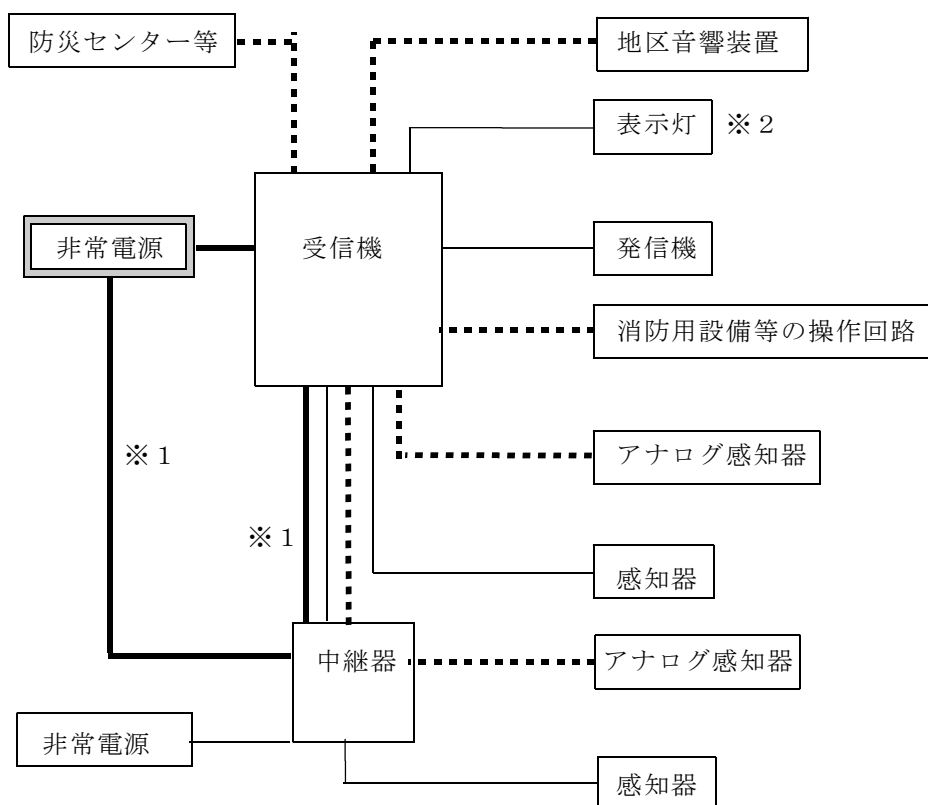 防災センター等
地区音響装置
表示灯 ※2
非常電源
受信機
発信機
消防用設備等の操作回路
※1
アナログ感知器
※1
感知器
中継器
アナログ感知器
非常電源
感知器